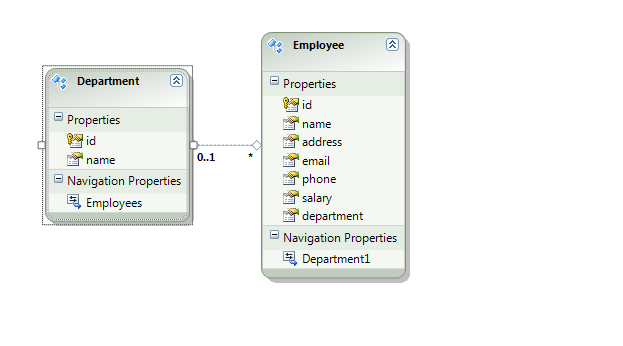 Department
Properties
id
name
Navigation Properties
Employees
0..1
*
Employee
Properties
id
name
address
email
phone
salary
department
Navigation Properties
Department1